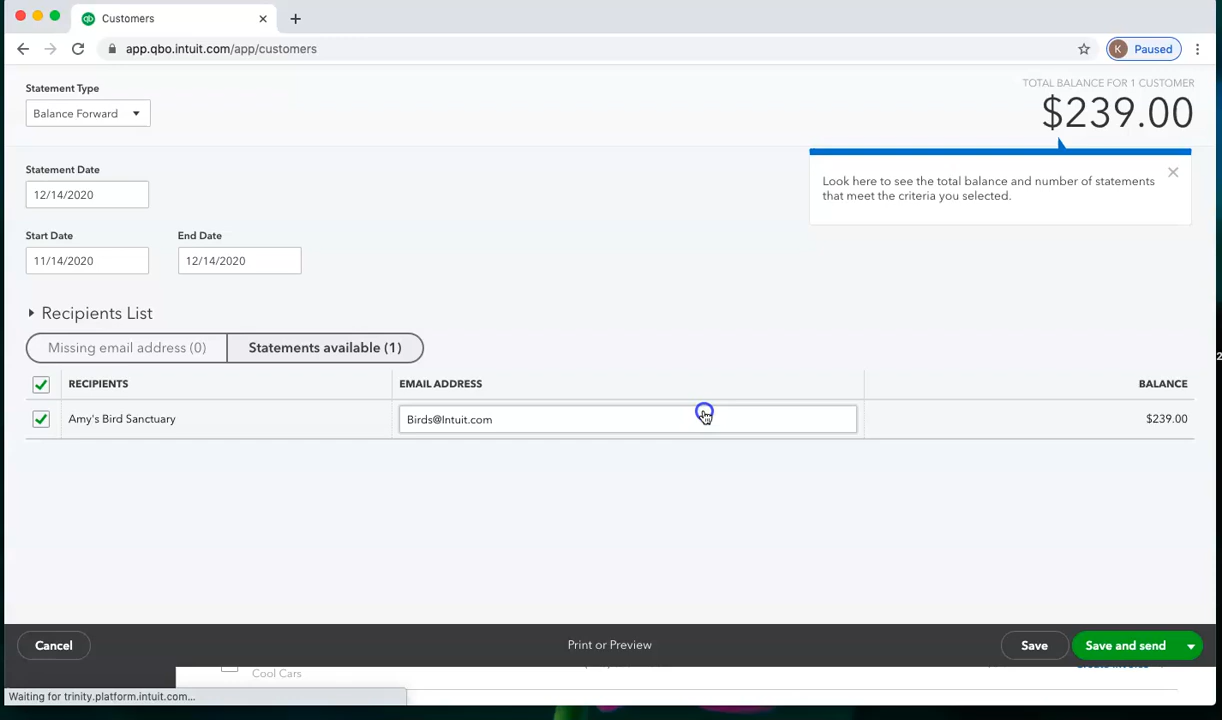 Customers
app.qbo.intuit.com/app/customers
K Paused
Statement Type
TOTAL BALANCE FOR 1 CUSTOMER
Balance Forward
$239.00
Statement Date
12/14/2020
Look here to see the total balance and number of statements
that meet the criteria you selected.
Start Date End Date
11/14/2020 12/14/2020
Recipients List
Missing email address (0) Statements available (1)
RECIPIENTS EMAIL ADDRESS BALANCE
Amy's Bird Sanctuary Birds@Intuit.com $239.00
Cancel Print or Preview Save Save and send
Cool Cars
Waiting for trinity.platform.intuit.com...